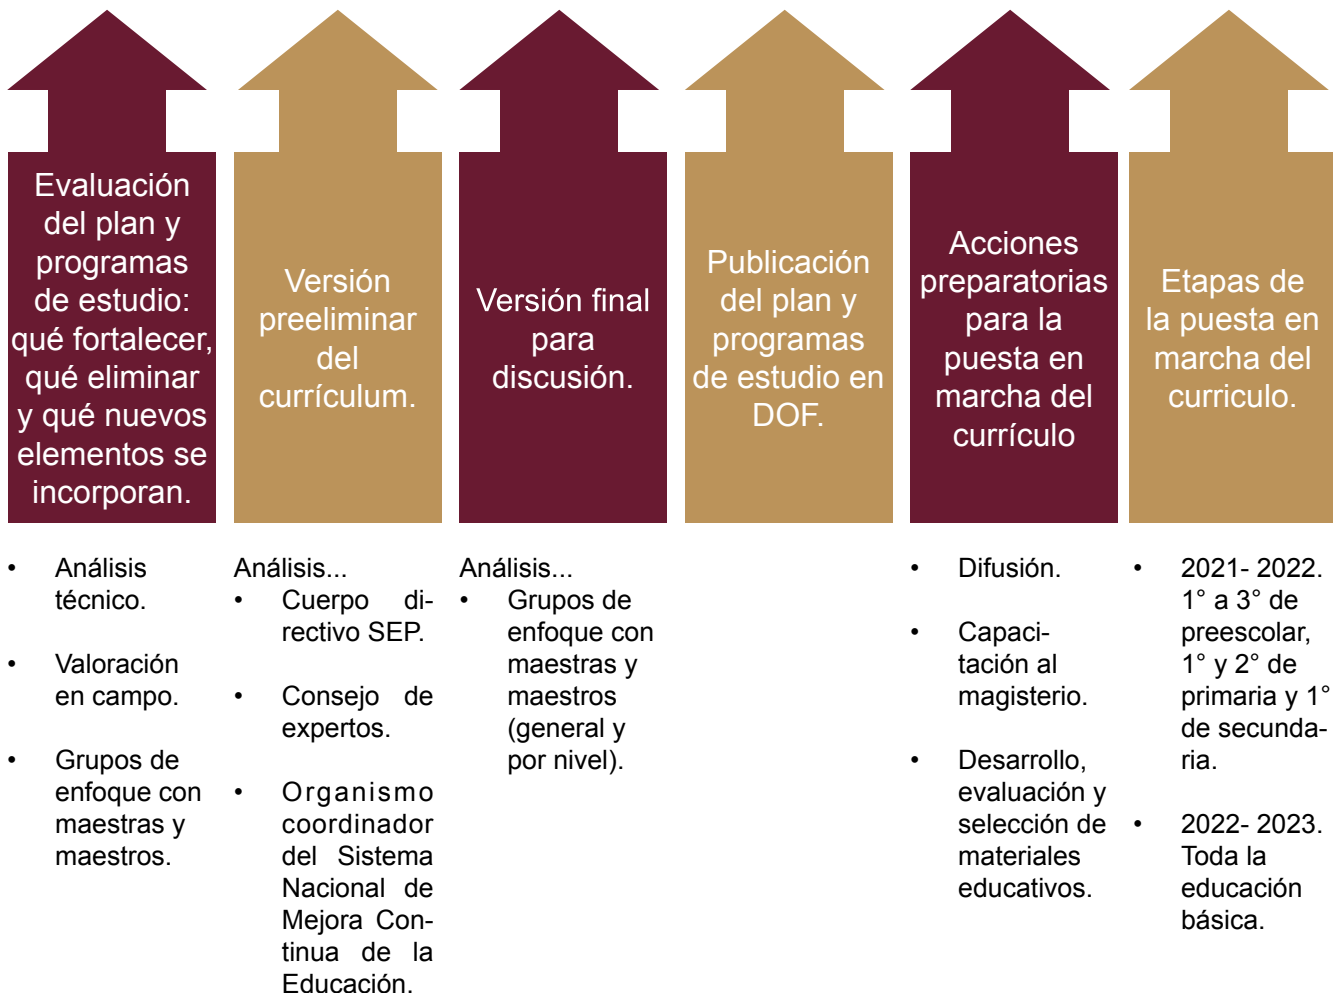 Evaluación
del plan y
programas
de estudio:
qué fortalecer,
qué eliminar
y qué nuevos
elementos se
incorporan.
Versión
preeliminar
del
currículum.
Versión final
para
discusión.
Publicación
del plan y
programas
de estudio en
DOF.
Acciones
preparatorias
para la
puesta en
marcha del
currículo
Etapas de
la puesta en
marcha del
curriculo.
• Análisis
técnico.
• Valoración
en campo.
• Grupos de
enfoque con
maestras y
maestros.
Análisis...
• Cuerpo di-
rectivo SEP.
• Consejo de
expertos.
• Organismo
coordinador
del Sistema
Nacional de
Mejora Con-
tinua de la
Educación.
Análisis...
• Grupos de
enfoque con
maestras y
maestros
(general y
por nivel).
• Difusión.
• Capaci-
tación al
magisterio.
• Desarrollo,
evaluación y
selección de
materiales
educativos.
• 2021- 2022.
1° a 3° de
preescolar,
1° y 2° de
primaria y 1°
de secunda-
ria.
• 2022- 2023.
Toda la
educación
básica.